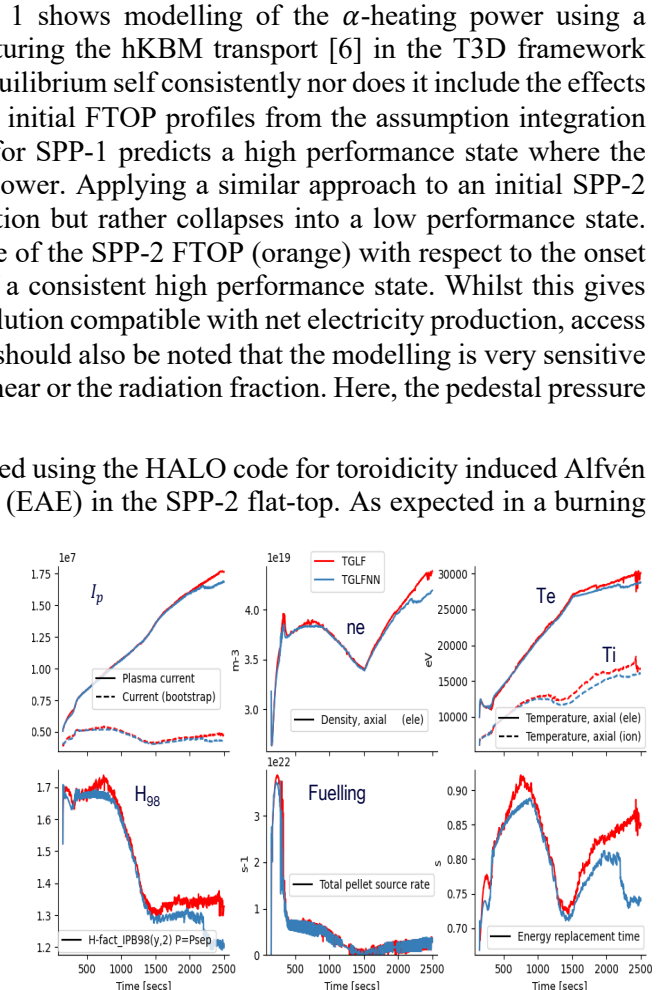 1 shows modelling of the α-heating power using a
turing the hKBM transport [6] in the T3D framework
uilibrium self consistently nor does it include the effects
initial FTOP profiles from the assumption integration
for SPP-1 predicts a high performance state where the
ower. Applying a similar approach to an initial SPP-2
tion but rather collapses into a low performance state.
e of the SPP-2 FTOP (orange) with respect to the onset
a consistent high performance state. Whilst this gives
lution compatible with net electricity production, access
should also be noted that the modelling is very sensitive
near or the radiation fraction. Here, the pedestal pressure
ed using the HALO code for toroidicity induced Alfvén
(EAE) in the SPP-2 flat-top. As expected in a burning
1e7
1.75
1.50
1.25
1.00
0.75
0.50
I_p
Plasma current
Current (bootstrap)
1e19
4.0
3.5
3.0
m-3
TGLF
TGLFNN
ne
Density, axial (ele)
30000
25000
20000
15000
10000
eV
Te
Ti
Temperature, axial (ele)
Temperature, axial (ion)
1.7
1.6
1.5
1.4
1.3
1.2
H98
H-fact_IPB98(y,2) P=Psep
500 1000 1500 2000 2500
Time [secs]
1e22
3
2
1
0
s-1
Fuelling
Total pellet source rate
500 1000 1500 2000 2500
Time [secs]
0.90
0.85
0.80
0.75
0.70
s
Energy replacement time
500 1000 1500 2000 2500
Time [secs]